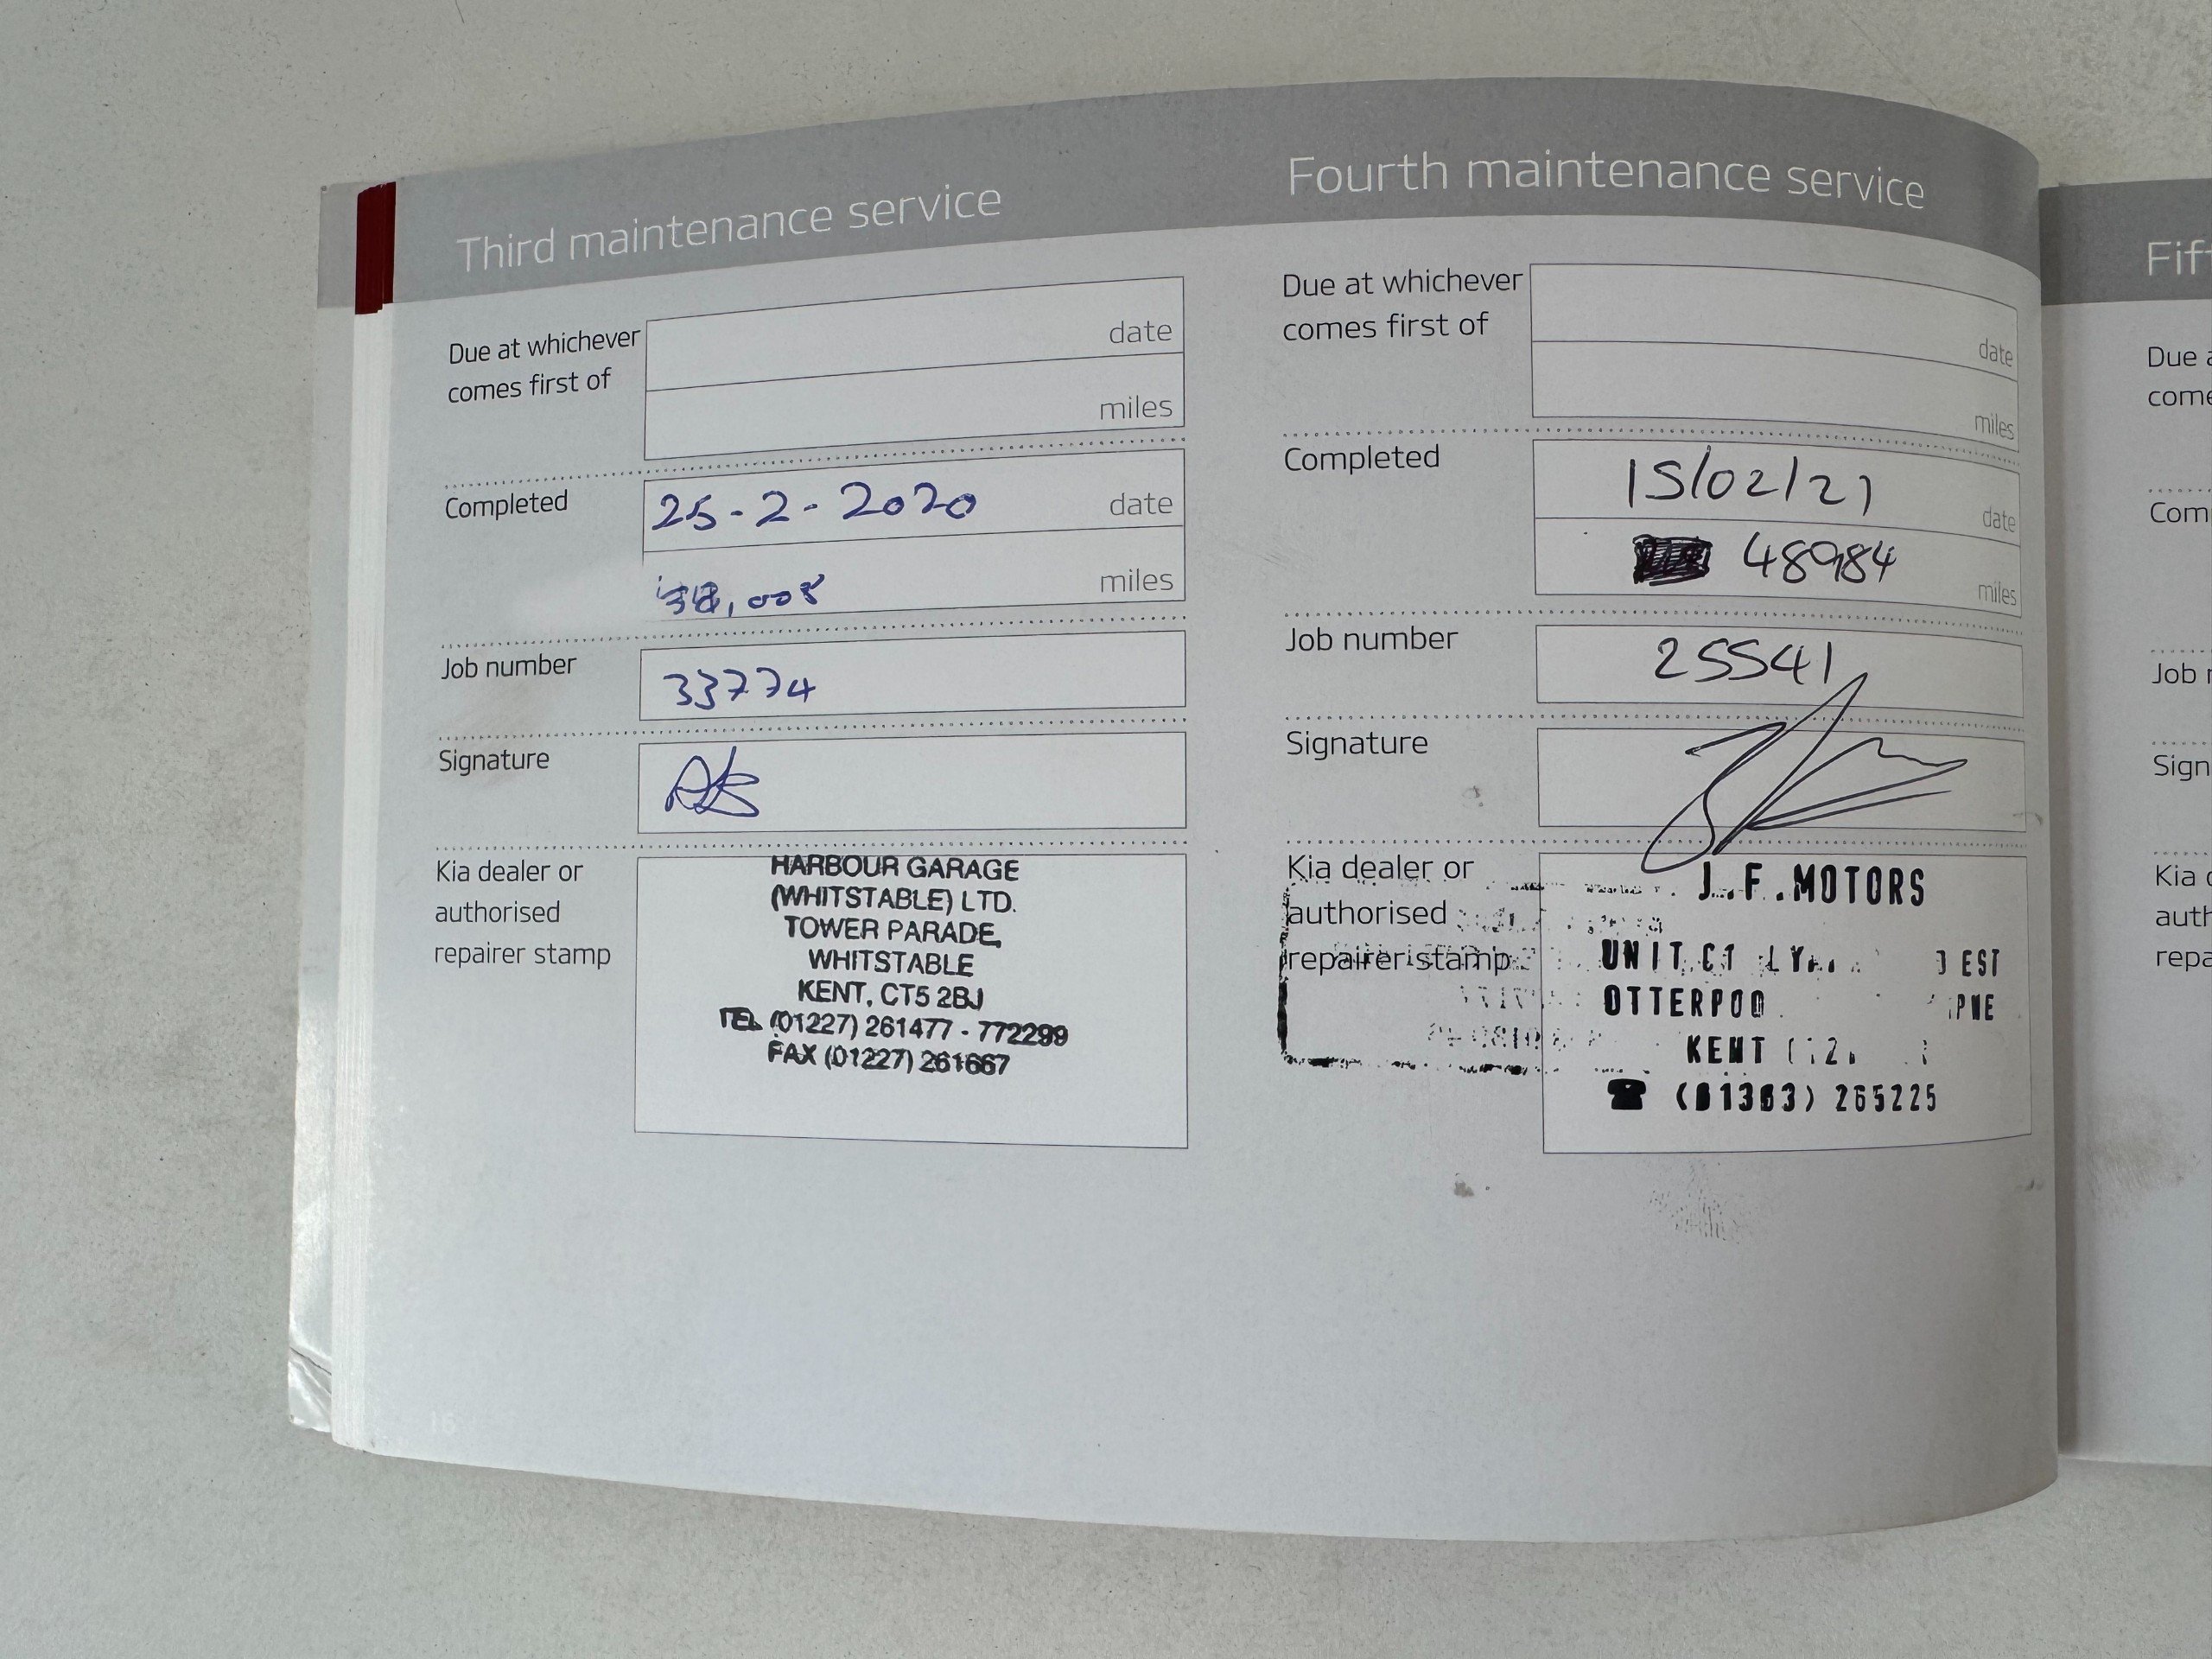 Third maintenance service
Due at whichever
comes first of
date
miles
Completed
25-2-2020
date
miles
Job number
33774
Signature
Kia dealer or
authorised
repairer stamp
HARBOUR GARAGE
(WHITSTABLE) LTD.
TOWER PARADE,
WHITSTABLE
KENT, CT5 2BJ
TEL (01227) 261477 - 772299
FAX (01227) 261667
16
Fourth maintenance service
Due at whichever
comes first of
date
miles
Completed
15/02/21
date
48984
miles
Job number
25541
Signature
Kia dealer or
authorised
repairer stamp
J.F.MOTORS
UNIT C1 EST
KENT
(01303) 265225
Due
Job